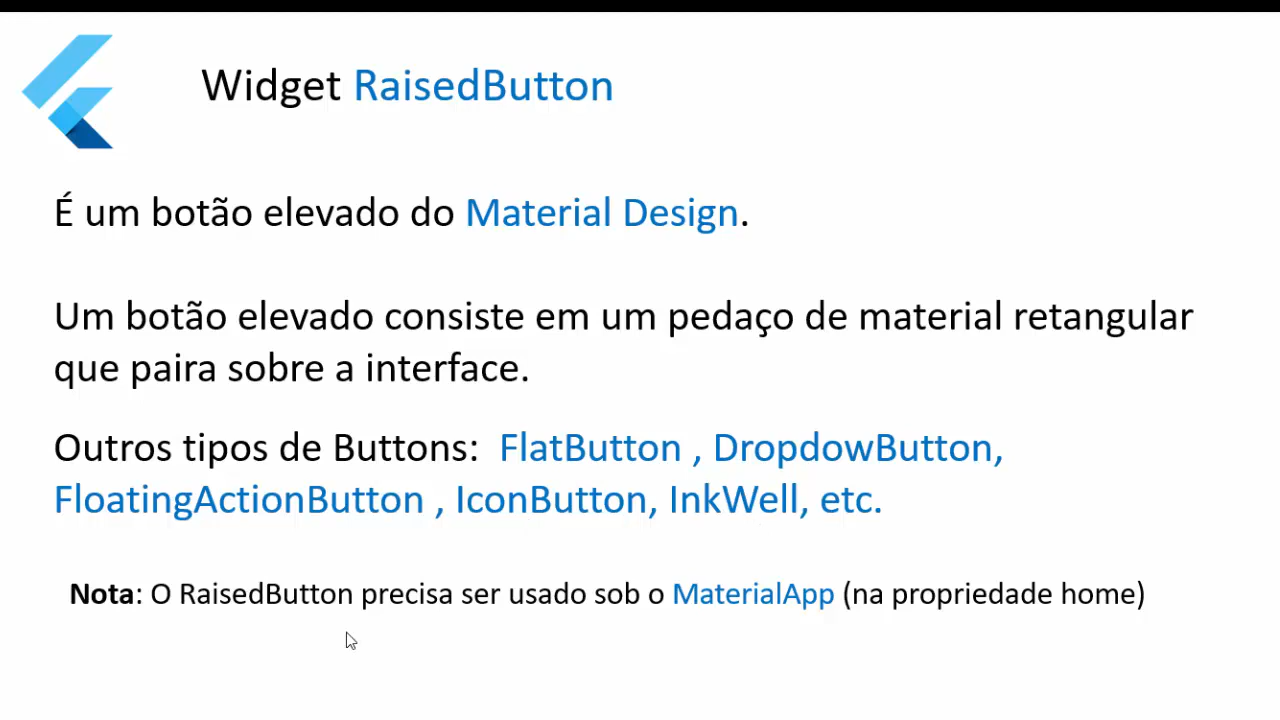 Widget RaisedButton
É um botão elevado do Material Design.
Um botão elevado consiste em um pedaço de material retangular
que paira sobre a interface.
Outros tipos de Buttons: FlatButton , DropdowButton,
FloatingActionButton , IconButton, InkWell, etc.
Nota: O RaisedButton precisa ser usado sob o MaterialApp (na propriedade home)